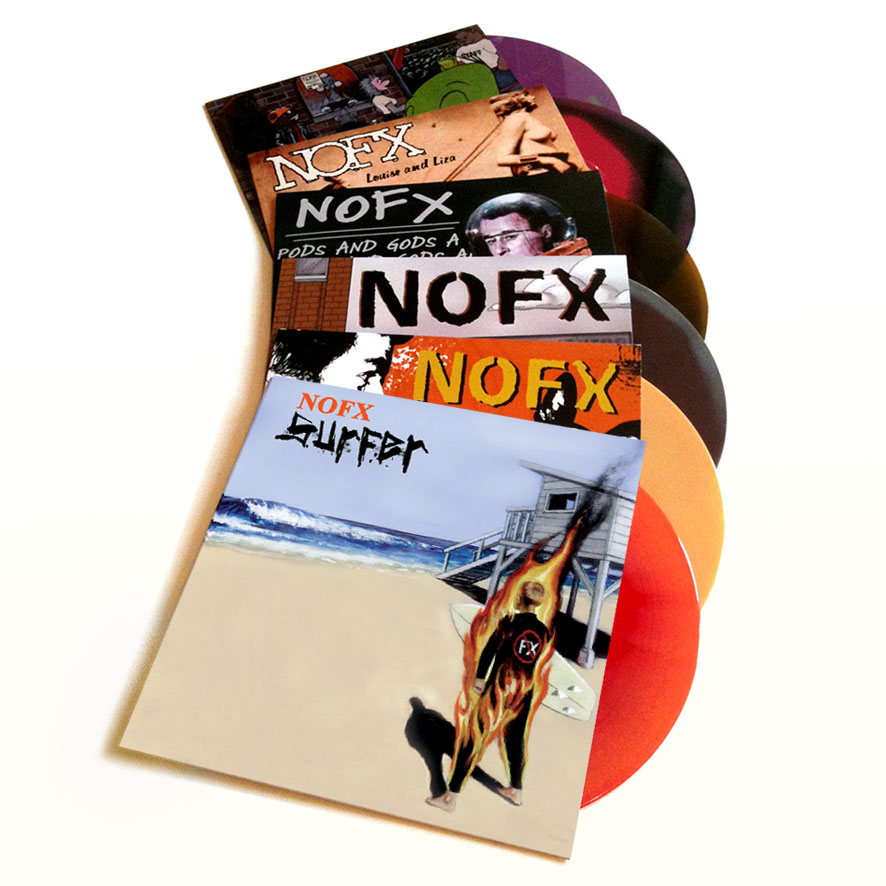 NOFX
Louise and Liza
NOFX
PODS AND GODS A
NOFX
NOFX
NOFX
Surfer
FX